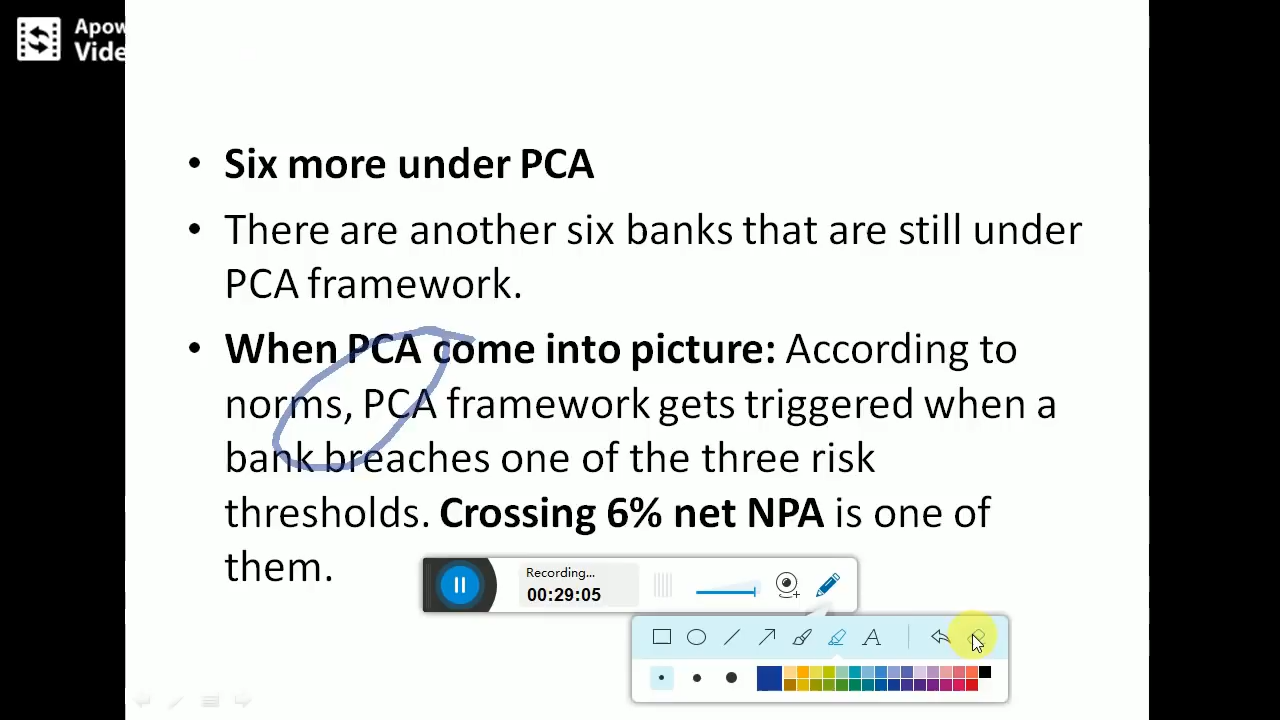 Apow
Vide
• Six more under PCA
• There are another six banks that are still under
PCA framework.
• When PCA come into picture: According to
norms, PCA framework gets triggered when a
bank breaches one of the three risk
thresholds. Crossing 6% net NPA is one of
them.
Recording...
00:29:05
A